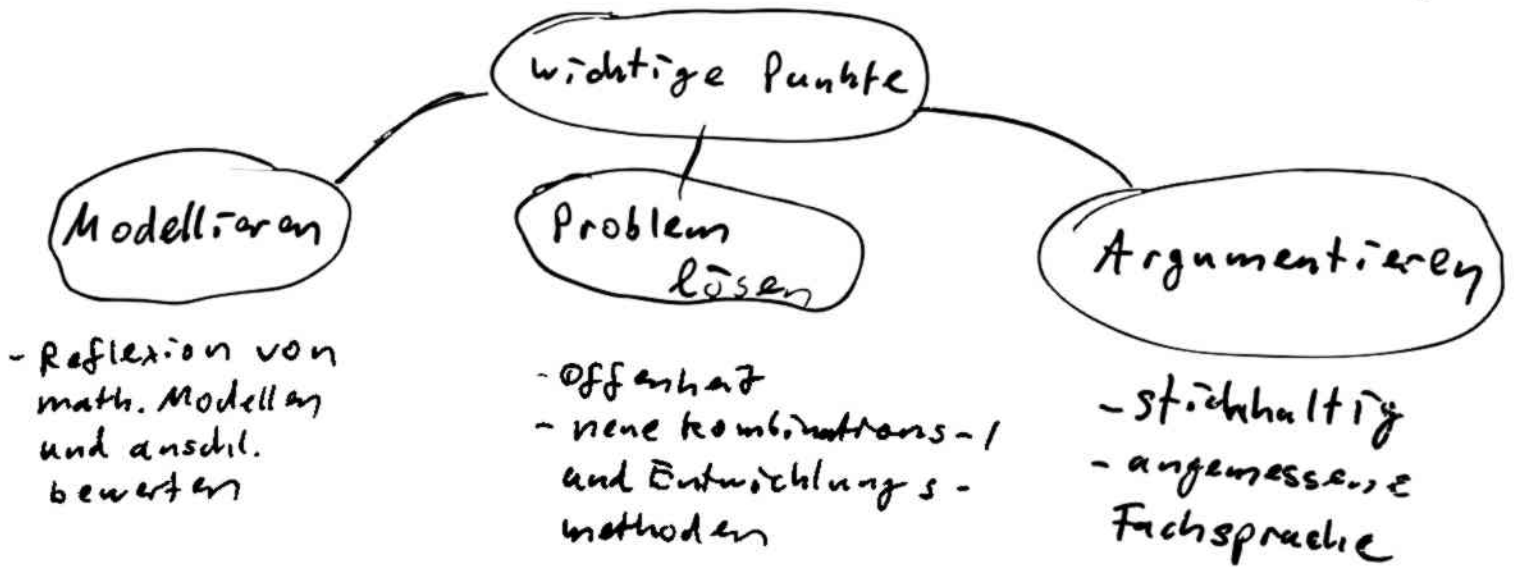 wichtige Punkte
Modellieren
Problem
lösen
Argumentieren
- Reflexion von
math. Modellen
und anschl.
bewerten
- Offenheit
- neue Kombinations-/
und Entwicklungs-
methoden
- stichhaltig
- angemessene
Fachsprache